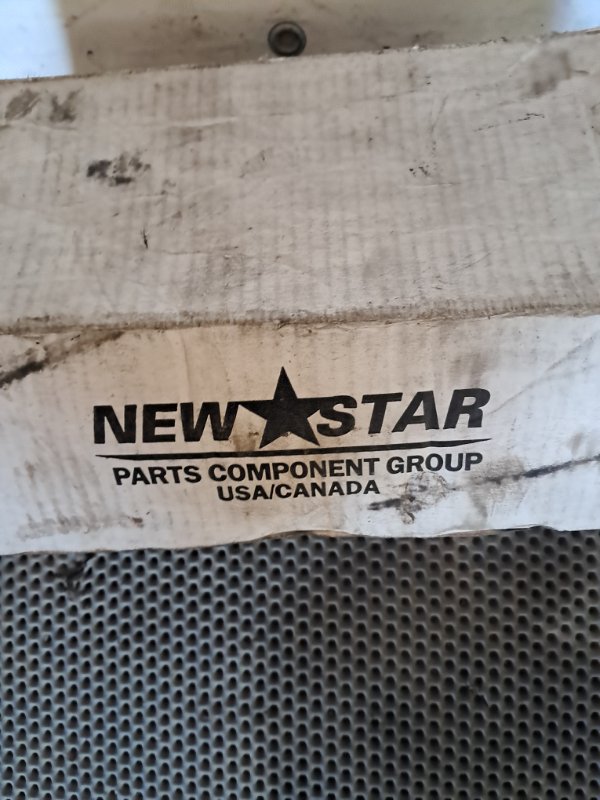 NEW STAR
PARTS COMPONENT GROUP
USA/CANADA